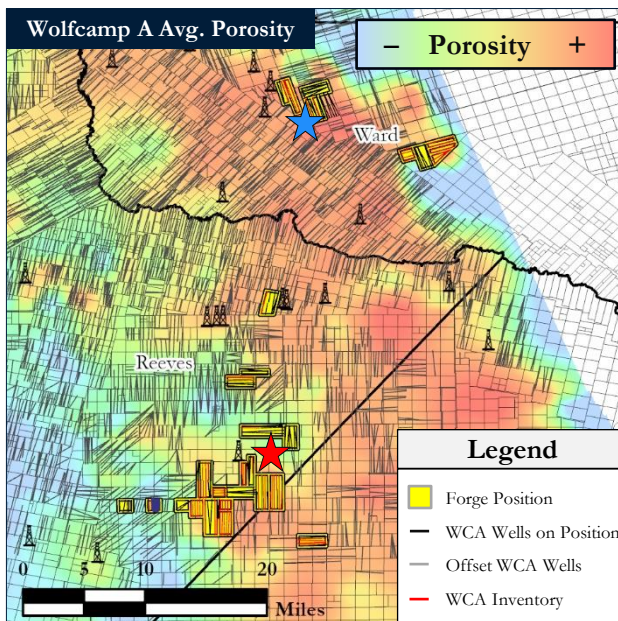 Wolfcamp A Avg. Porosity
– Porosity +
Ward
Reeves
Legend
Forge Position
WCA Wells on Position
Offset WCA Wells
WCA Inventory
0 10 20
Miles